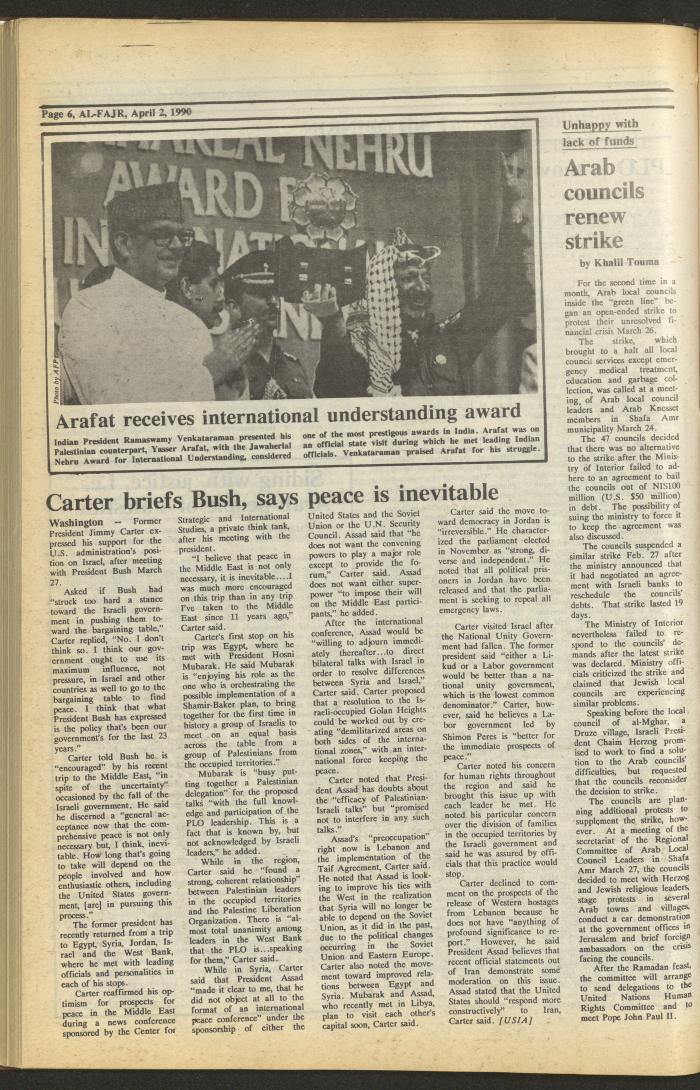 Page 6, AL-FAJR, April 2, 1990
NEHRU
AWARD
Photo by AFP
Arafat receives international understanding award
Indian President Ramaswamy Venkataraman presented his
Palestinian counterpart, Yasser Arafat, with the Jawaherlal
Nehru Award for International Understanding, considered
one of the most prestigous awards in India. Arafat was on
an official state visit during which he met leading Indian
officials. Venkataraman praised Arafat for his struggle.
Carter briefs Bush, says peace is inevitable
Washington -- Former
President Jimmy Carter ex-
pressed his support for the
U.S. administration's posi-
tion on Israel, after meeting
with President Bush March
27.
Asked if Bush had
"struck too hard a stance
toward the Israeli govern-
ment in pushing them to-
ward the bargaining table,"
Carter replied, "No. I don't
think so. I think our gov-
ernment ought to use its
maximum influence, not
pressure, in Israel and other
countries as well to go to the
bargaining table to find
peace. I think that what
President Bush has expressed
is the policy that's been our
government's for the last 23
years."
Carter told Bush he is
"encouraged" by his recent
trip to the Middle East, "in
spite of the uncertainty"
occasioned by the fall of the
Israeli government. He said
he discerned a "general ac-
ceptance now that the com-
prehensive peace is not only
necessary but, I think, inevi-
table. How long that's going
to take will depend on the
people involved and how
enthusiastic others, including
the United States govern-
ment, [are] in pursuing this
process."
The former president has
recently returned from a trip
to Egypt, Syria, Jordan, Is-
rael and the West Bank,
where he met with leading
officials and personalities in
each of his stops.
Carter reaffirmed his op-
timism for prospects for
peace in the Middle East
during a news conference
sponsored by the Center for
Strategic and International
Studies, a private think tank,
after his meeting with the
president.
"I believe that peace in
the Middle East is not only
necessary, it is inevitable....I
was much more encouraged
on this trip than in any trip
I've taken to the Middle
East since 11 years ago,"
Carter said.
Carter's first stop on his
trip was Egypt, where he
met with President Hosni
Mubarak. He said Mubarak
is "enjoying his role as the
one who is orchestrating the
possible implementation of a
Shamir-Baker plan, to bring
together for the first time in
history a group of Israelis to
meet on an equal basis
across the table from a
group of Palestinians from
the occupied territories."
Mubarak is "busy put-
ting together a Palestinian
delegation" for the proposed
talks "with the full knowl-
edge and participation of the
PLO leadership. This is a
fact that is known by, but
not acknowledged by Israeli
leaders," he added.
While in the region,
Carter said he "found a
strong, coherent relationship"
between Palestinian leaders
in the occupied territories
and the Palestine Liberation
Organization. There is "al-
most total unanimity among
leaders in the West Bank
that the PLO is...speaking
for them," Carter said.
While in Syria, Carter
said that President Assad
"made it clear to me, that he
did not object at all to the
format of an international
peace conference" under the
sponsorship of either the
United States and the Soviet
Union or the U.N. Security
Council. Assad said that "he
does not want the convening
powers to play a major role
except to provide the fo-
rum," Carter said. Assad
does not want either super-
power "to impose their will
on the Middle East partici-
pants," he added.
After the international
conference, Assad would be
"willing to adjourn immedi-
ately thereafter...to direct
bilateral talks with Israel in
order to resolve differences
between Syria and Israel,"
Carter said. Carter proposed
that a resolution to the Is-
raeli-occupied Golan Heights
could be worked out by cre-
ating "demilitarized areas on
both sides of the interna-
tional zones," with an inter-
national force keeping the
peace.
Carter noted that Presi-
dent Assad has doubts about
the "efficacy of Palestinian-
Israeli talks" but "promised
not to interfere in any such
talks."
Assad's "preoccupation"
right now is Lebanon and
the implementation of the
Taif Agreement, Carter said.
He noted that Assad is look-
ing to improve his ties with
the West in the realization
that Syria will no longer be
able to depend on the Soviet
Union, as it did in the past,
due to the political changes
occurring in the Soviet
Union and Eastern Europe.
Carter also noted the move-
ment toward improved rela-
tions between Egypt and
Syria. Mubarak and Assad,
who recently met in Libya,
plan to visit each other's
capital soon, Carter said.
Carter said the move to-
ward democracy in Jordan is
"irreversible." He character-
ized the parliament elected
in November as "strong, di-
verse and independent." He
noted that all political pris-
oners in Jordan have been
released and that the parlia-
ment is seeking to repeal all
emergency laws.
Carter visited Israel after
the National Unity Govern-
ment had fallen. The former
president said "either a Li-
kud or a Labor government
would be better than a na-
tional unity government,
which is the lowest common
denominator." Carter, how-
ever, said he believes a La-
bor government led by
Shimon Peres is "better for
the immediate prospects of
peace."
Carter noted his concern
for human rights throughout
the region and said he
brought this issue up with
each leader he met. He
noted his particular concern
over the division of families
in the occupied territories by
the Israeli government and
said he was assured by offi-
cials that this practice would
stop.
Carter declined to com-
ment on the prospects of the
release of Western hostages
from Lebanon because he
does not have "anything of
profound significance to re-
port." However, he said
President Assad believes that
recent official statements out
of Iran demonstrate some
moderation on this issue.
Assad stated that the United
States should "respond more
constructively" to Iran,
Carter said. [USIA]
Unhappy with
lack of funds
Arab
councils
renew
strike
by Khalil Touma
For the second time in a
month, Arab local councils
inside the "green line" be-
gan an open-ended strike to
protest their unresolved fi-
nancial crisis March 26.
The strike, which
brought to a halt all local
council services except emer-
gency medical treatment,
education and garbage col-
lection, was called at a meet-
ing, of Arab local council
leaders and Arab Knesset
members in Shafa Amr
municipality March 24.
The 47 councils decided
that there was no alternative
to the strike after the Minis-
try of Interior failed to ad-
here to an agreement to bail
the councils out of NIS100
million (U.S. $50 million)
in debt. The possibility of
suing the ministry to force it
to keep the agreement was
also discussed.
The councils suspended a
similar strike Feb. 27 after
the ministry announced that
it had negotiated an agree-
ment with Israeli banks to
reschedule the councils'
debts. That strike lasted 19
days.
The Ministry of Interior
nevertheless failed to re-
spond to the councils' de-
mands after the latest strike
was declared. Ministry offi-
cials criticized the strike and
claimed that Jewish local
councils are experiencing
similar problems.
Speaking before the local
council of al-Mghar, a
Druze village, Israeli Presi-
dent Chaim Herzog prom-
ised to work to find a solu-
tion to the Arab councils'
difficulties, but requested
that the councils reconsider
the decision to strike.
The councils are plan-
ning additional protests to
supplement the strike, how-
ever. At a meeting of the
secretariat of the Regional
Committee of Arab Local
Council Leaders in Shafa
Amr March 27, the councils
decided to meet with Herzog
and Jewish religious leaders,
stage protests in several
Arab towns and villages,
conduct a car demonstration
at the government offices in
Jerusalem and brief foreign
ambassadors on the crisis
facing the councils.
After the Ramadan feast,
the committee will arrange
to send delegations to the
United Nations Human
Rights Committee and to
meet Pope John Paul II.